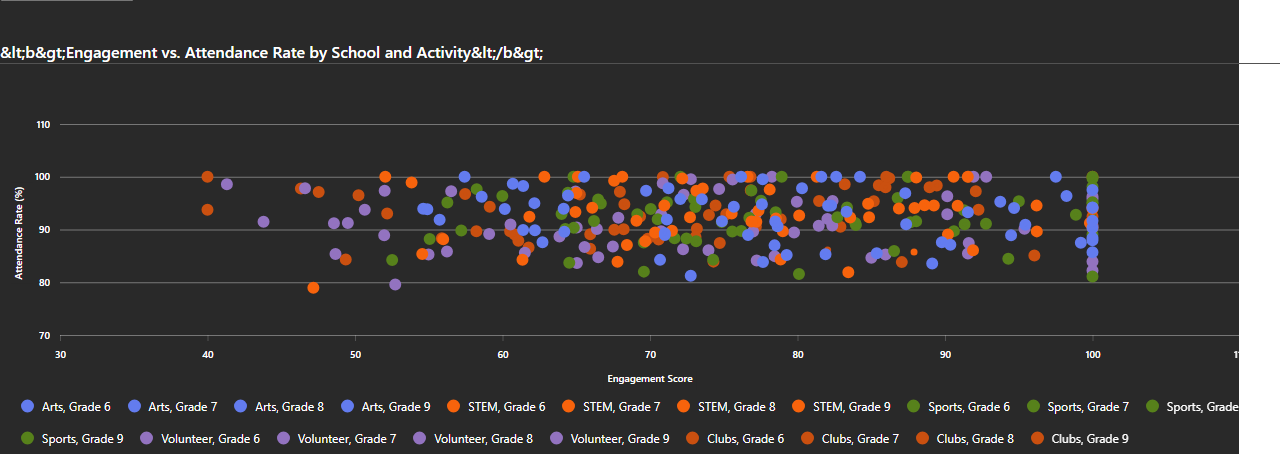 &lt;b&gt;Engagement vs. Attendance Rate by School and Activity&lt;/b&gt;
110
100
90
80
70
Attendance Rate (%)
30 40 50 60 70 80 90 100 1
Engagement Score
Arts, Grade 6 Arts, Grade 7 Arts, Grade 8 Arts, Grade 9 STEM, Grade 6 STEM, Grade 7 STEM, Grade 8 STEM, Grade 9 Sports, Grade 6 Sports, Grade 7 Sports, Grade
Sports, Grade 9 Volunteer, Grade 6 Volunteer, Grade 7 Volunteer, Grade 8 Volunteer, Grade 9 Clubs, Grade 6 Clubs, Grade 7 Clubs, Grade 8 Clubs, Grade 9